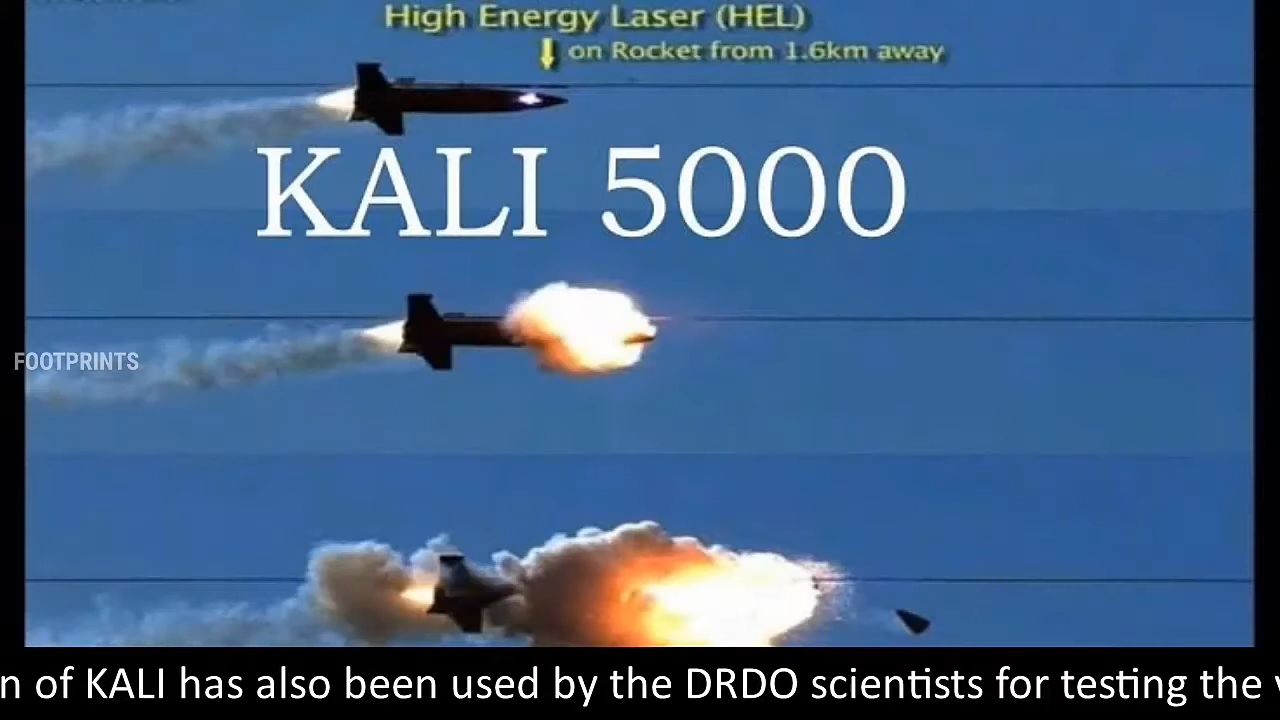 High Energy Laser (HEL)
on Rocket from 1.6km away
KALI 5000
FOOTPRINTS
n of KALI has also been used by the DRDO scientists for testing the